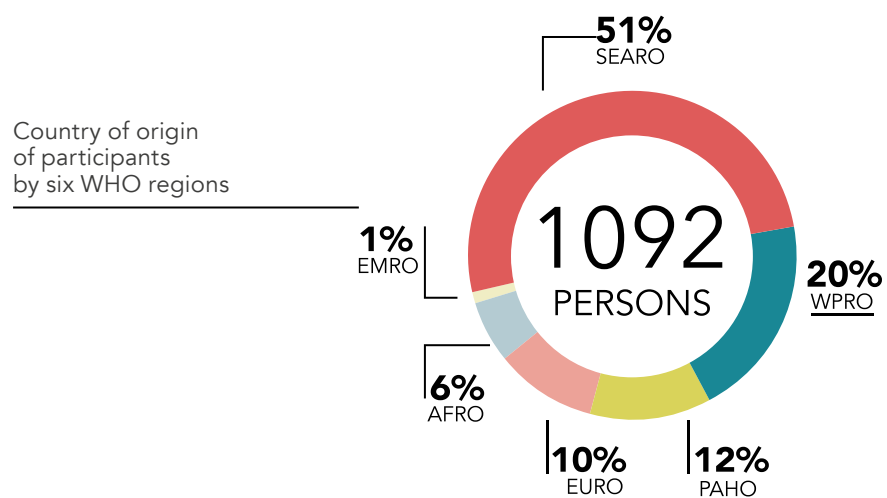 51%
SEARO
Country of origin
of participants
by six WHO regions
1%
EMRO
1092
PERSONS
20%
WPRO
6%
AFRO
10%
EURO
12%
PAHO